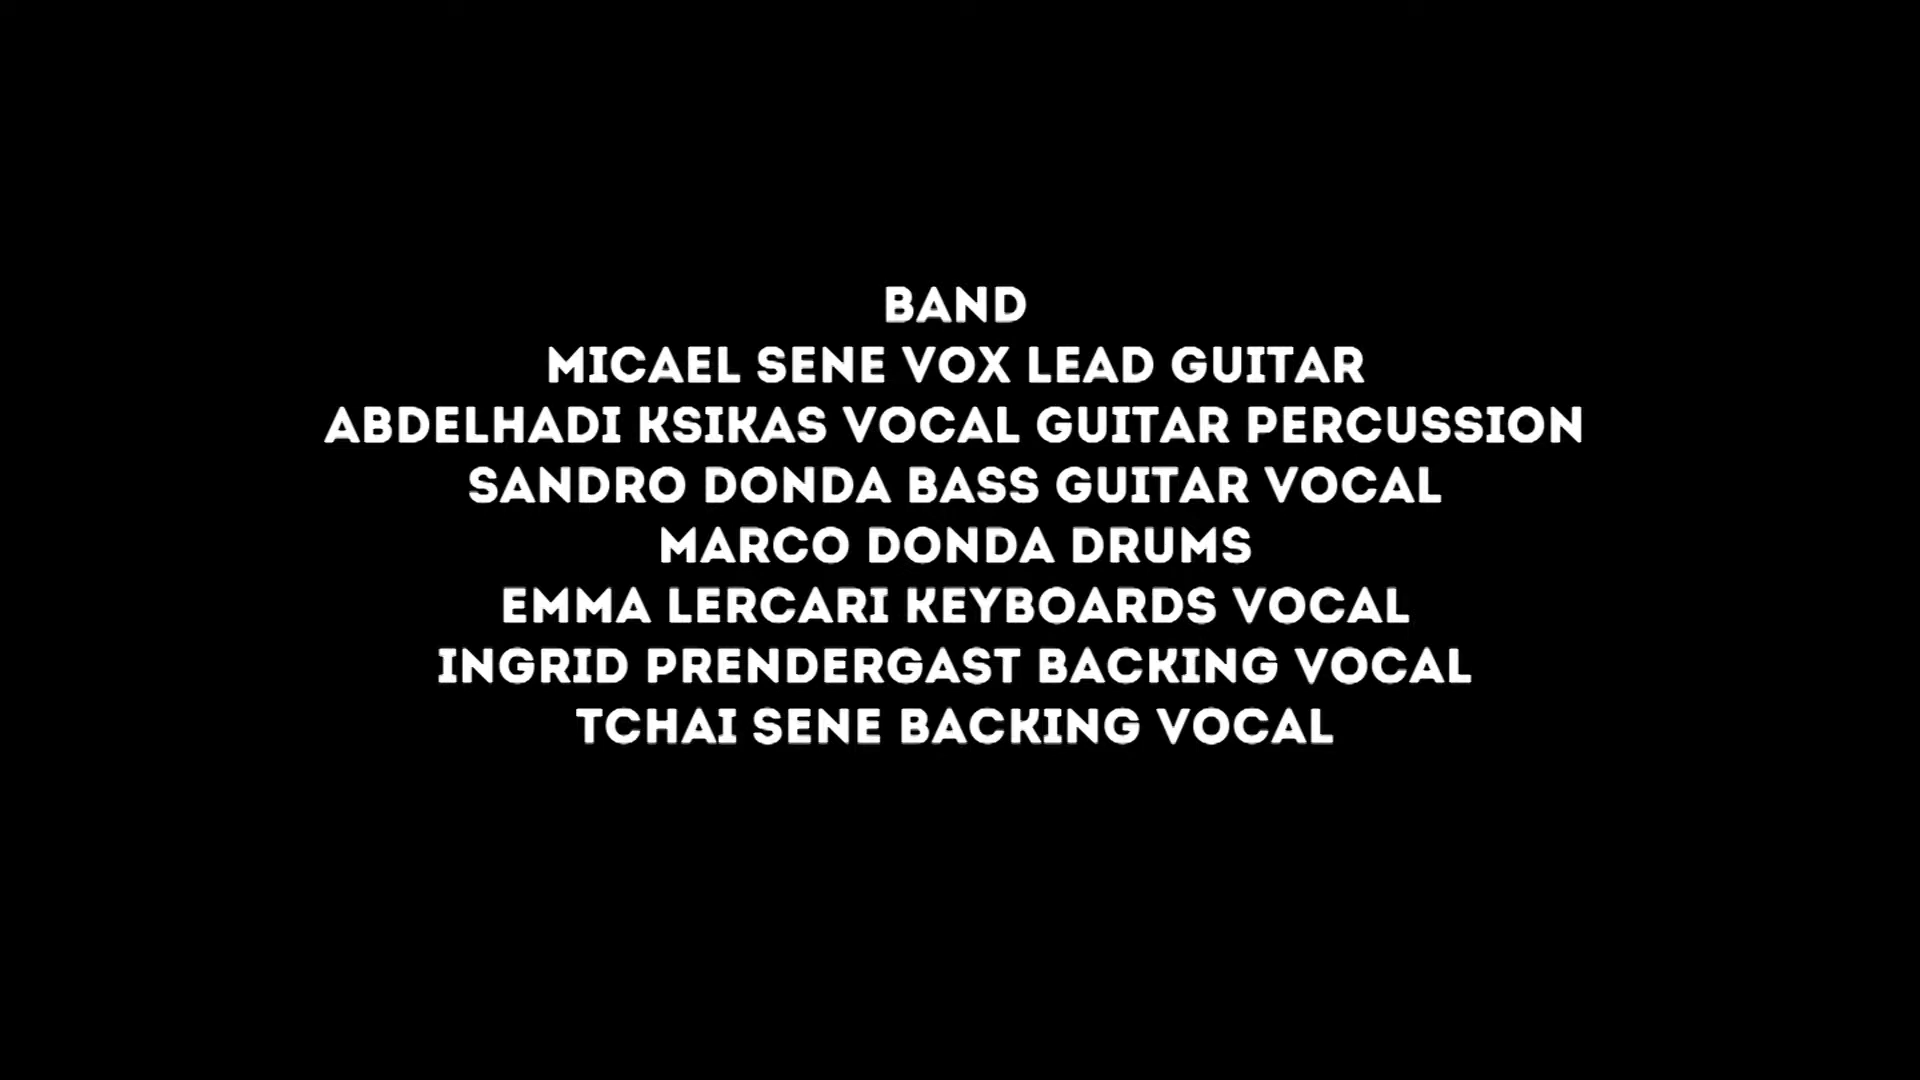 BAND
MICAEL SENE VOX LEAD GUITAR
ABDELHADI KSIKAS VOCAL GUITAR PERCUSSION
SANDRO DONDA BASS GUITAR VOCAL
MARCO DONDA DRUMS
EMMA LERCARI KEYBOARDS VOCAL
INGRID PRENDERGAST BACKING VOCAL
TCHAI SENE BACKING VOCAL